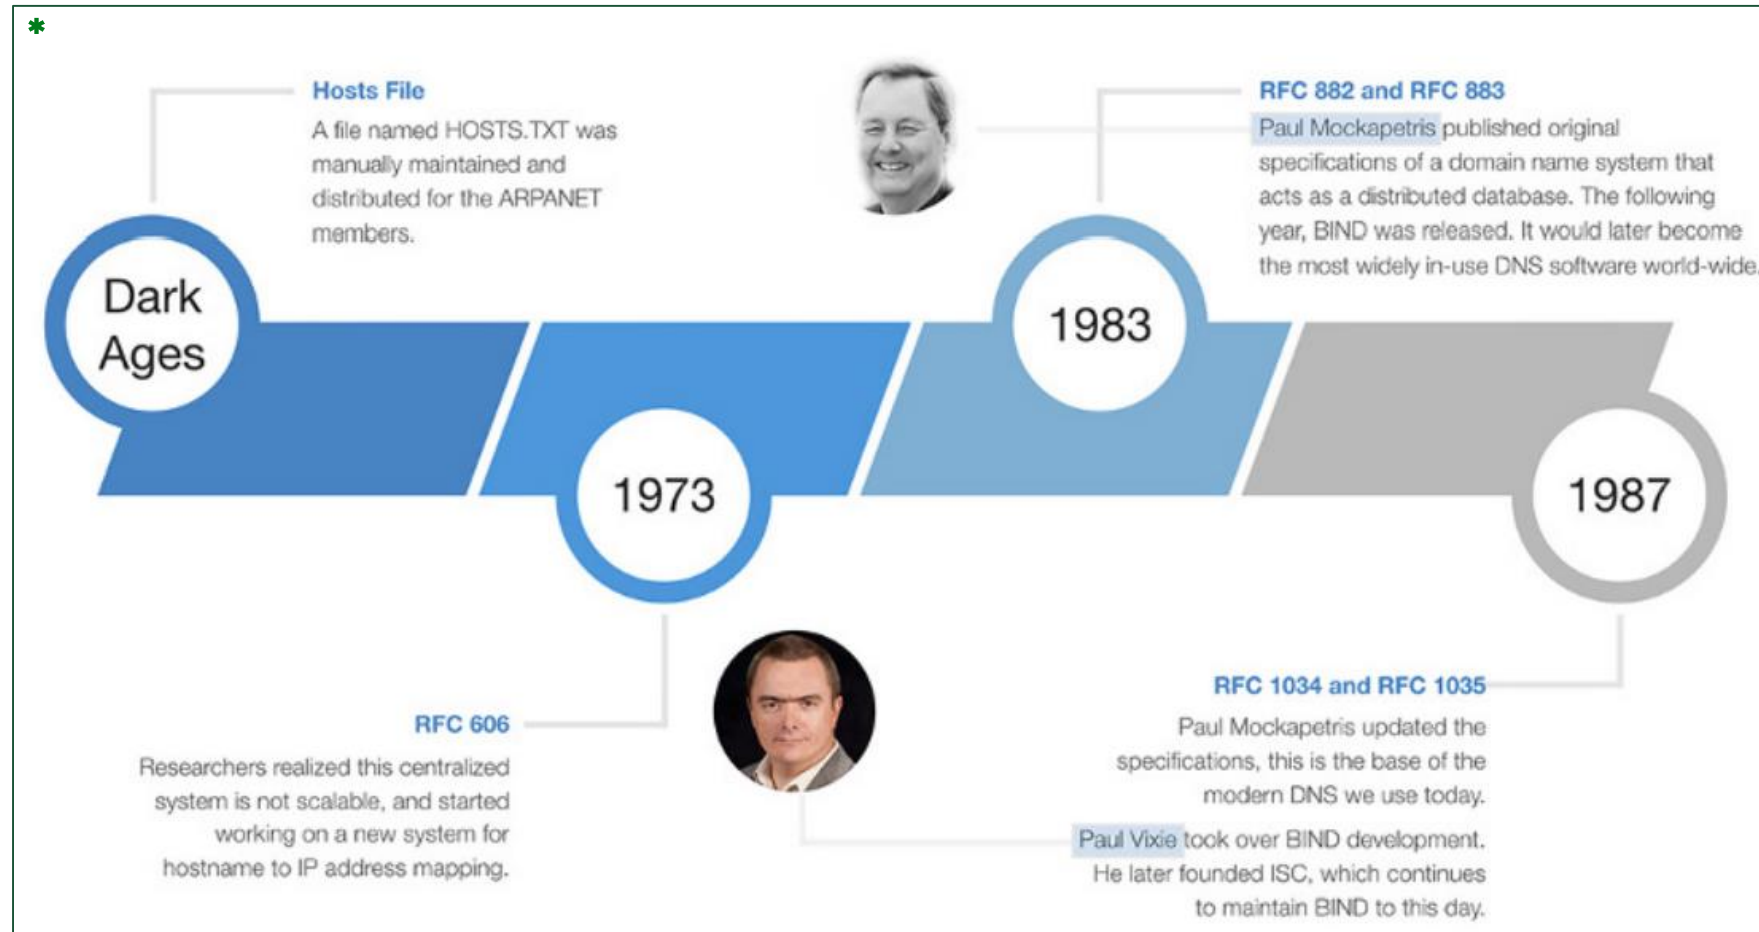 *
Hosts File
A file named HOSTS.TXT was
manually maintained and
distributed for the ARPANET
members.
RFC 882 and RFC 883
Paul Mockapetris published original
specifications of a domain name system that
acts as a distributed database. The following
year, BIND was released. It would later become
the most widely in-use DNS software world-wide.
Dark
Ages
1983
1973
1987
RFC 606
Researchers realized this centralized
system is not scalable, and started
working on a new system for
hostname to IP address mapping.
RFC 1034 and RFC 1035
Paul Mockapetris updated the
specifications, this is the base of the
modern DNS we use today.
Paul Vixie took over BIND development.
He later founded ISC, which continues
to maintain BIND to this day.